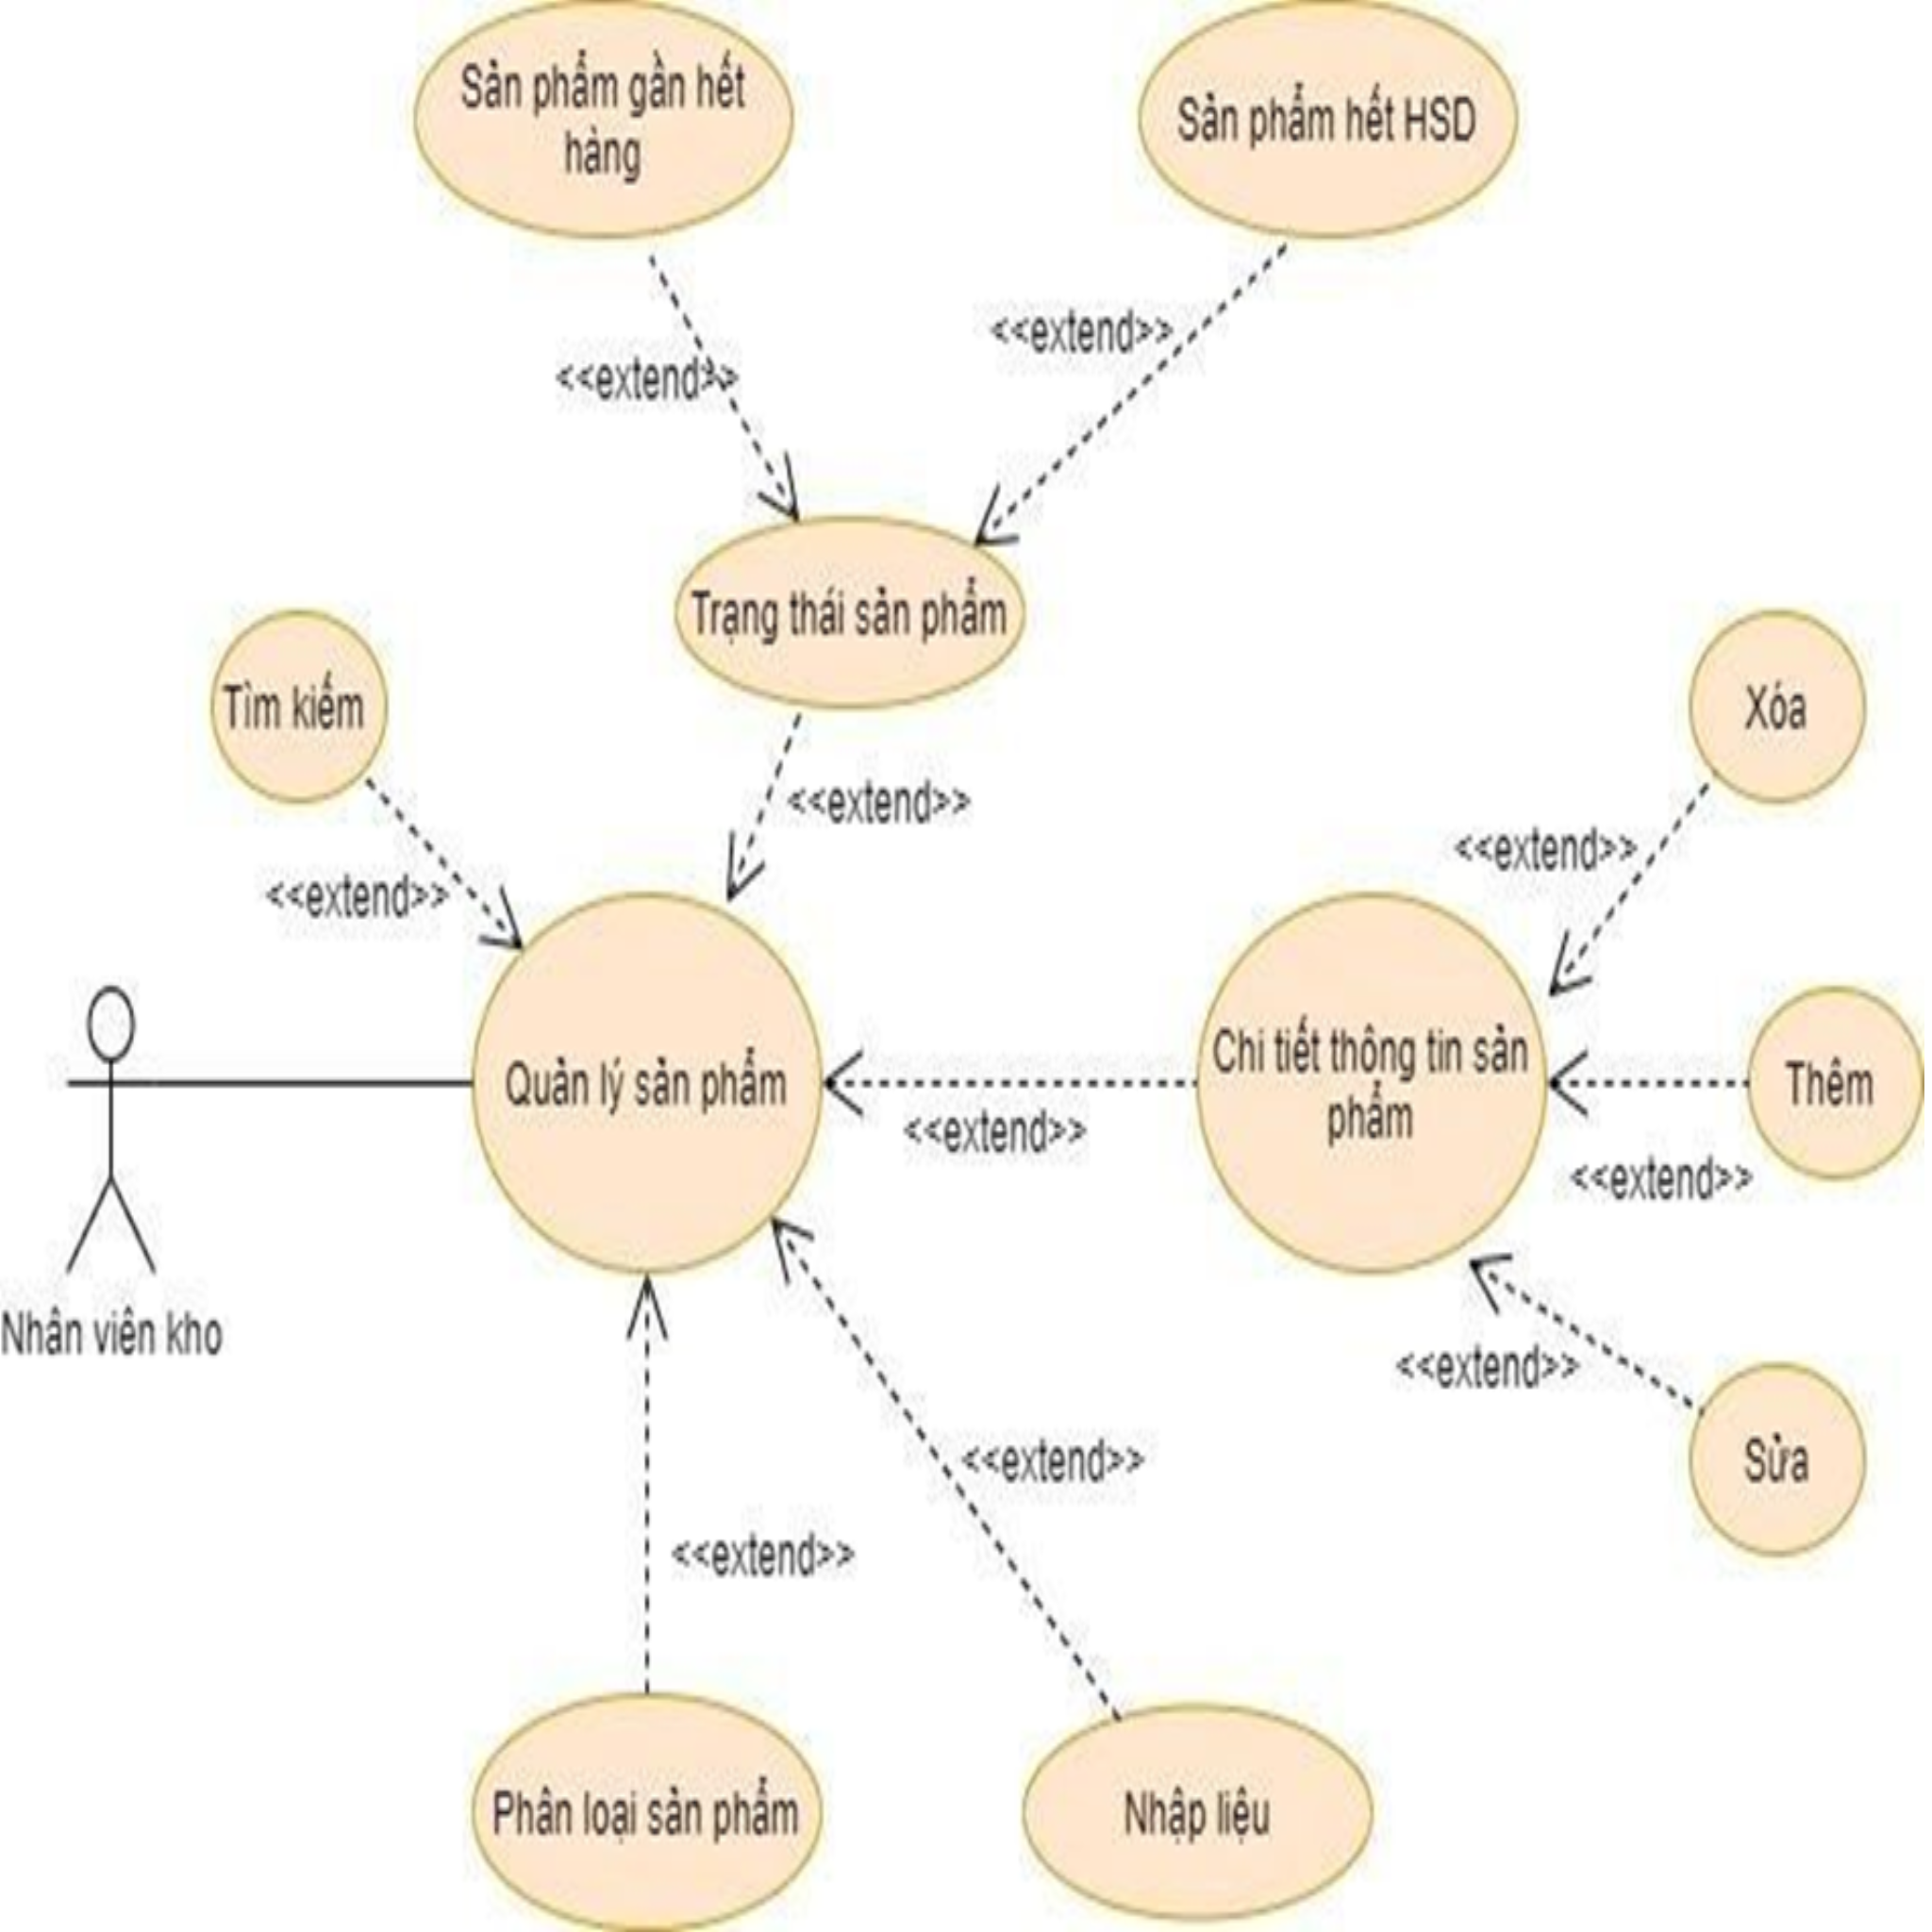 Sản phẩm gần hết
hàng
Sản phẩm hết HSD
<<extend>>
<<extend>>
Trạng thái sản phẩm
Tìm kiếm
Xóa
<<extend>>
<<extend>>
<<extend>>
Quản lý sản phẩm
Chi tiết thông tin sản
phẩm
Thêm
<<extend>>
<<extend>>
Nhân viên kho
<<extend>>
Sửa
<<extend>>
<<extend>>
Phân loại sản phẩm
Nhập liệu